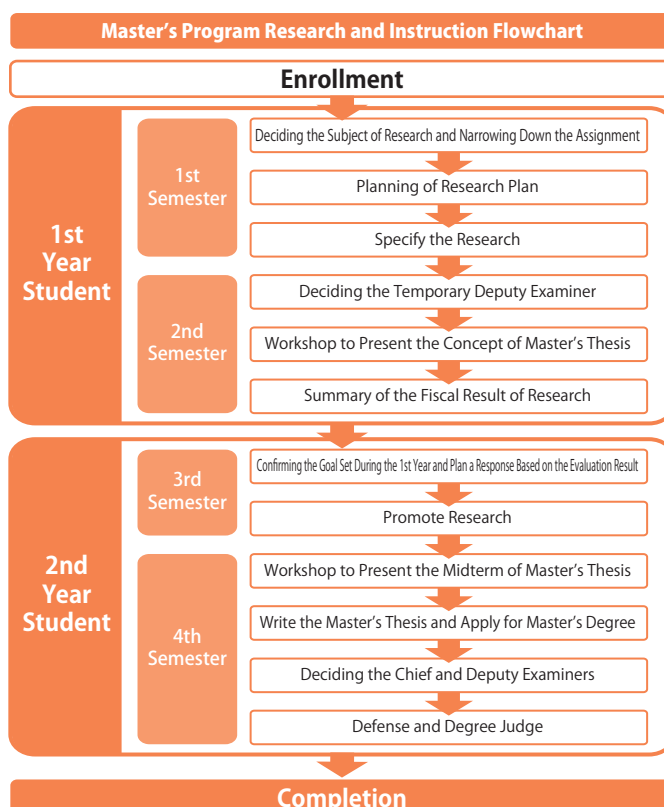 Master's Program Research and Instruction Flowchart
Enrollment
1st
Year
Student
1st
Semester
Deciding the Subject of Research and Narrowing Down the Assignment
Planning of Research Plan
Specify the Research
2nd
Semester
Deciding the Temporary Deputy Examiner
Workshop to Present the Concept of Master's Thesis
Summary of the Fiscal Result of Research
2nd
Year
Student
3rd
Semester
Confirming the Goal Set During the 1st Year and Plan a Response Based on the Evaluation Result
Promote Research
4th
Semester
Workshop to Present the Midterm of Master's Thesis
Write the Master's Thesis and Apply for Master's Degree
Deciding the Chief and Deputy Examiners
Defense and Degree Judge
Completion